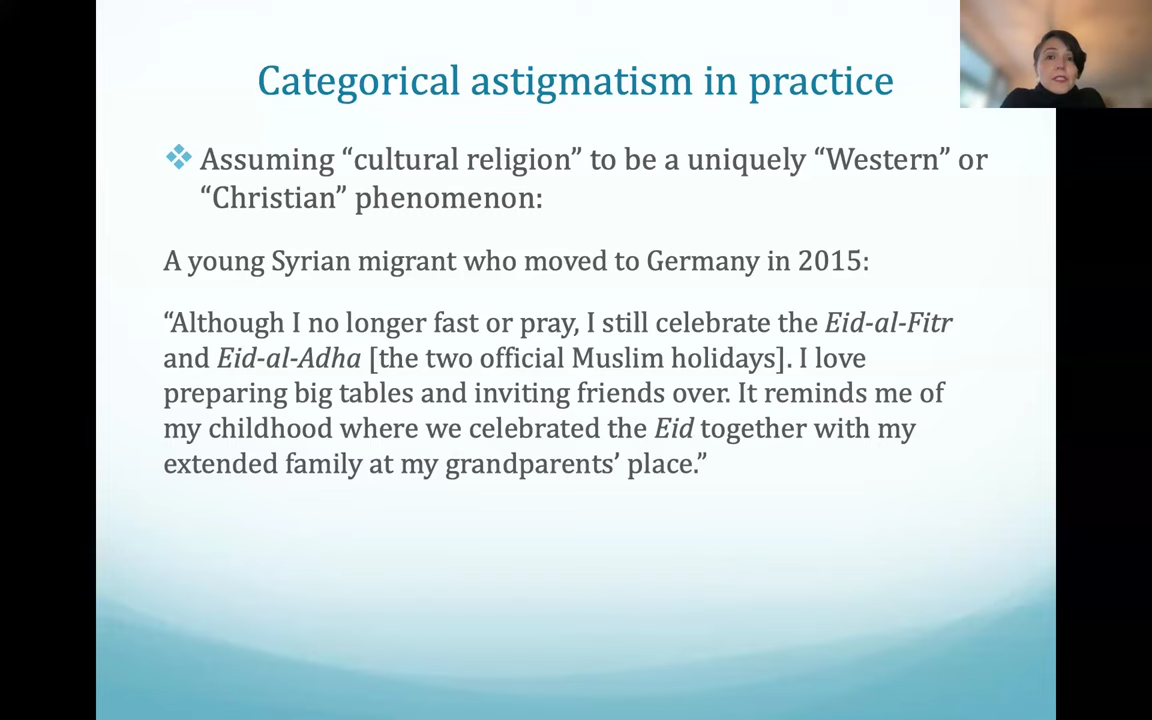 Categorical astigmatism in practice
Assuming “cultural religion” to be a uniquely “Western” or
“Christian” phenomenon:
A young Syrian migrant who moved to Germany in 2015:
“Although I no longer fast or pray, I still celebrate the Eid-al-Fitr
and Eid-al-Adha [the two official Muslim holidays]. I love
preparing big tables and inviting friends over. It reminds me of
my childhood where we celebrated the Eid together with my
extended family at my grandparents’ place.”